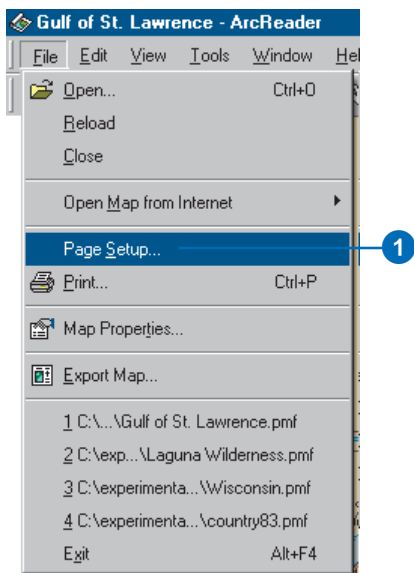 Gulf of St. Lawrence - ArcReader
File Edit View Tools Window Hel
Open... Ctrl+O
Reload
Close
Open Map from Internet
Page Setup... 1
Print... Ctrl+P
Map Properties...
Export Map...
1 C:\...\Gulf of St. Lawrence.pmf
2 C:\exp...\Laguna Wilderness.pmf
3 C:\experimenta...\Wisconsin.pmf
4 C:\experimenta...\country83.pmf
Exit Alt+F4